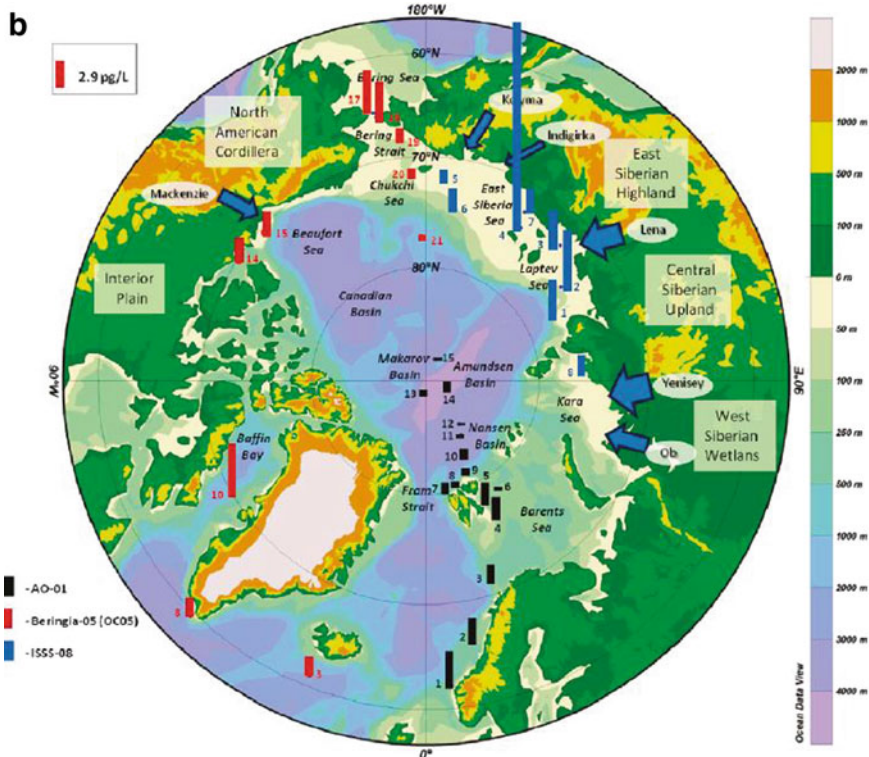 b
180°W
2.9 pg/L
60°N
Bering Sea
17
18
North
American
Cordillera
Bering
Strait
19
70°N
Kolyma
Indigirka
East
Siberian
Highland
20
Chukchi
Sea
5
6
East
Siberia
Sea
7
Mackenzie
15
Beaufort
Sea
14
21
4
3
Lena
Interior
Plain
80°N
Laptev
Sea
2
1
Central
Siberian
Upland
Canadian
Basin
Makarov
Basin
15
Amundsen
Basin
8
90°W
13
14
Kara
Sea
Yenisey
90°E
12
11
Nansen
Basin
West
Siberian
Wetlans
Ob
Baffin
Bay
10
10
9
8
7
5
6
Fram
Strait
4
Barents
Sea
3
-AO-01
-Beringia-05 (OC05)
-ISSS-08
8
2
3
1
0°
2000 m
1000 m
500 m
100 m
0 m
50 m
100 m
250 m
500 m
1000 m
2000 m
3000 m
4000 m
Ocean Data View